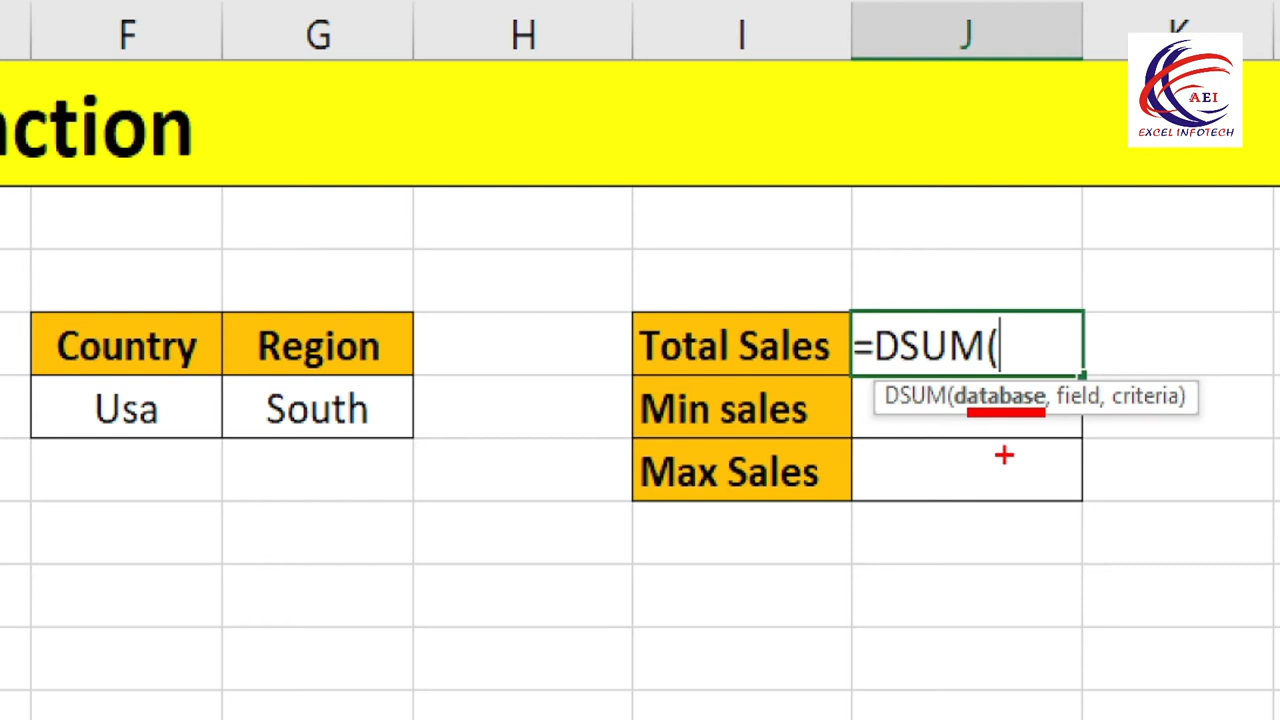 F G H I J K
AEI
EXCEL INFOTECH
nction
Country Region Total Sales =DSUM(
Usa South Min sales DSUM(database, field, criteria)
Max Sales